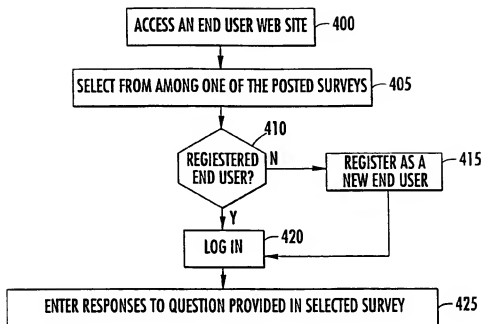 ACCESS AN END USER WEB SITE 400
SELECT FROM AMONG ONE OF THE POSTED SURVEYS 405
410
REGIESTERED
END USER?
N
REGISTER AS A
NEW END USER
415
Y
LOG IN 420
ENTER RESPONSES TO QUESTION PROVIDED IN SELECTED SURVEY 425